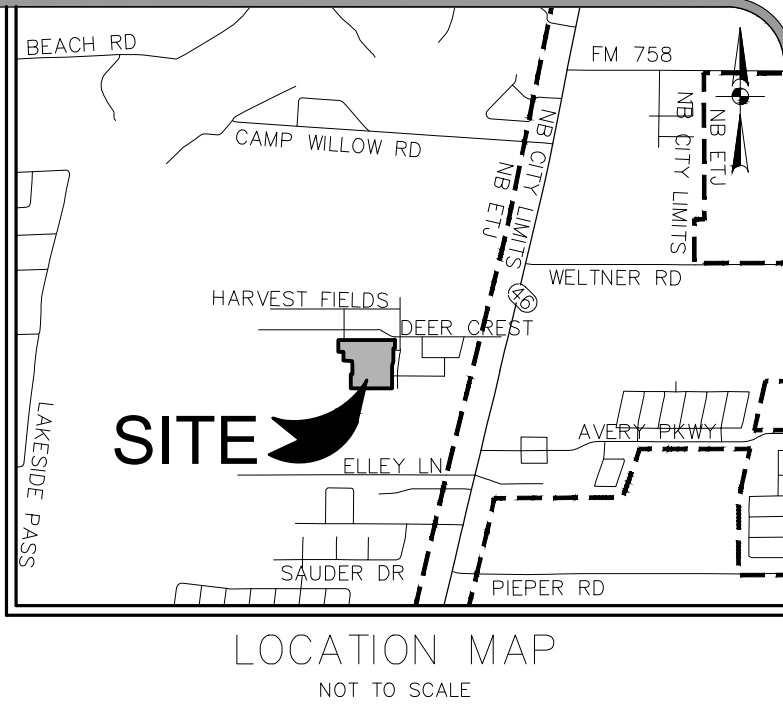 BEACH RD
FM 758
CAMP WILLOW RD
NB CITY LIMITS
NB ETJ
NB CITY LIMITS
NB ETJ
WELTNER RD
HARVEST FIELDS
46
DEER CREST
SITE
LAKESIDE PASS
AVERY PKWY
ELLEY LN
SAUDER DR
PIEPER RD
LOCATION MAP
NOT TO SCALE